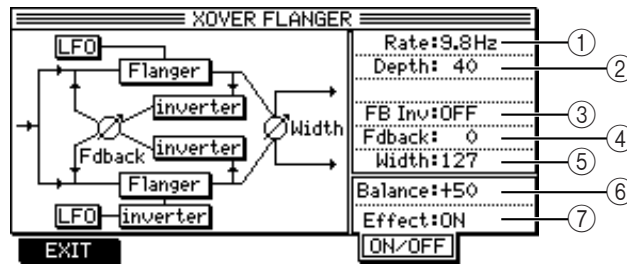 XOVER FLANGER
LFO
Flanger
inverter
Fdback
Width
inverter
Flanger
LFO inverter
Rate:9.8Hz ①
Depth: 40 ②
FB Inv:OFF ③
Fdback: 0 ④
Width:127 ⑤
Balance:+50 ⑥
Effect:ON ⑦
EXIT
ON/OFF